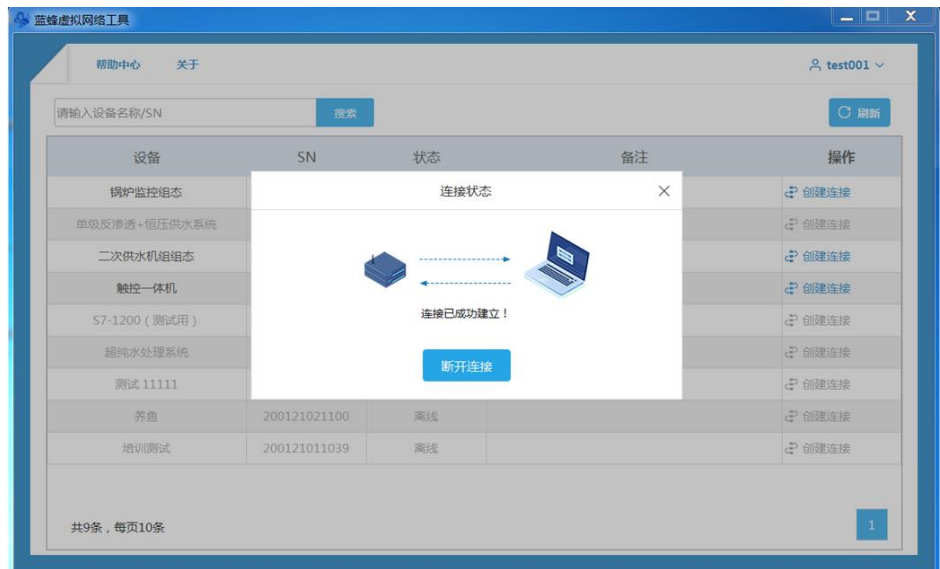 蓝蜂虚拟网络工具
帮助中心 关于 test001
请输入设备名称/SN 搜索 刷新
设备 SN 状态 备注 操作
连接状态
锅炉监控组态 创建连接
单级反渗透+恒压供水系统 创建连接
二次供水机组组态 创建连接
触控一体机 创建连接
连接已成功建立！
S7-1200（测试用） 创建连接
超纯水处理系统 创建连接
断开连接
测试 11111 创建连接
养鱼 200121021100 离线 创建连接
培训测试 200121011039 离线 创建连接
共9条，每页10条 1